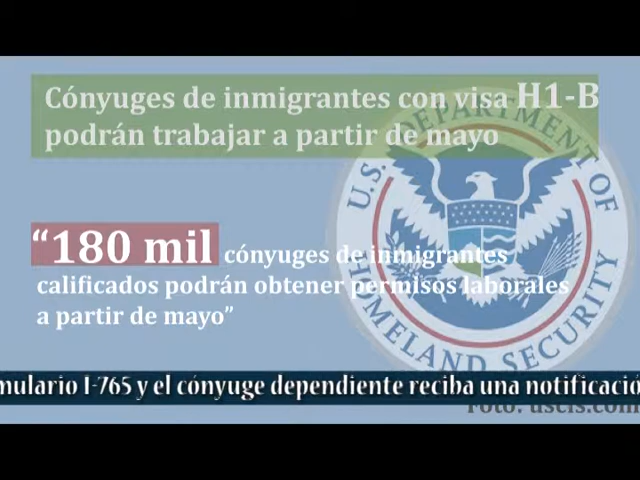 Cónyuges de inmigrantes con visa H1-B
podrán trabajar a partir de mayo
U.S. DEPARTMENT OF
HOMELAND SECURITY
“180 mil cónyuges de inmigrantes
calificados podrán obtener permisos laborales
a partir de mayo”
mulario I-765 y el cónyuge dependiente reciba una notificació
Foto: uscis.com